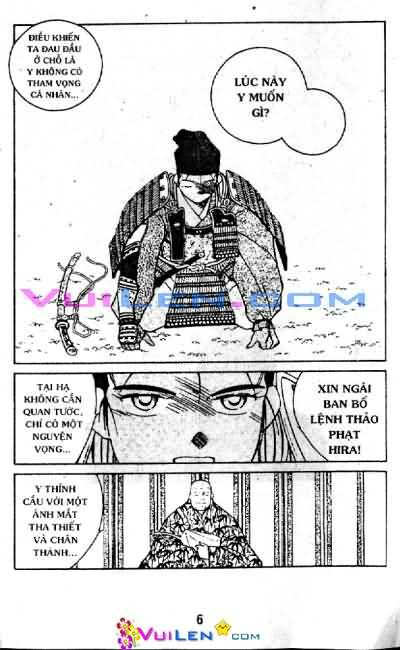 ĐIỀU KHIẾN
TA ĐAU ĐẦU
Ở CHỖ LÀ
Y KHÔNG CÓ
THAM VỌNG
CÁ NHÂN...
LÚC NÀY
Y MUỐN
GÌ?
VUILEN.COM
TẠI HẠ
KHÔNG CẦN
QUAN TƯỚC,
CHỈ CÓ MỘT
NGUYỆN
VỌNG...
XIN NGÀI
BAN BỐ
LỆNH THẢO
PHẠT
HIRA!
Y THỈNH
CẦU VỚI MỘT
ÁNH MẮT
THA THIẾT
VÀ CHÂN
THÀNH...
6
VUILEN.COM